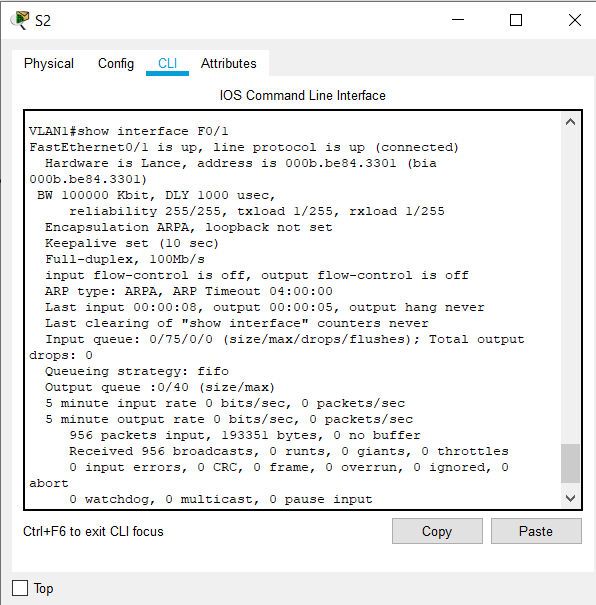 S2
Physical Config CLI Attributes
IOS Command Line Interface
VLAN1#show interface F0/1
FastEthernet0/1 is up, line protocol is up (connected)
  Hardware is Lance, address is 000b.be84.3301 (bia
000b.be84.3301)
 BW 100000 Kbit, DLY 1000 usec,
     reliability 255/255, txload 1/255, rxload 1/255
  Encapsulation ARPA, loopback not set
  Keepalive set (10 sec)
  Full-duplex, 100Mb/s
  input flow-control is off, output flow-control is off
  ARP type: ARPA, ARP Timeout 04:00:00
  Last input 00:00:08, output 00:00:05, output hang never
  Last clearing of "show interface" counters never
  Input queue: 0/75/0/0 (size/max/drops/flushes); Total output
drops: 0
  Queueing strategy: fifo
  Output queue :0/40 (size/max)
  5 minute input rate 0 bits/sec, 0 packets/sec
  5 minute output rate 0 bits/sec, 0 packets/sec
     956 packets input, 193351 bytes, 0 no buffer
     Received 956 broadcasts, 0 runts, 0 giants, 0 throttles
     0 input errors, 0 CRC, 0 frame, 0 overrun, 0 ignored, 0
abort
     0 watchdog, 0 multicast, 0 pause input
Ctrl+F6 to exit CLI focus
Copy Paste
Top